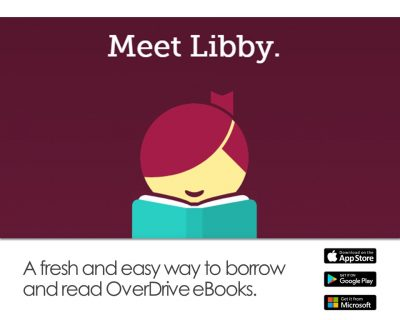 Meet Libby.
A fresh and easy way to borrow
and read OverDrive eBooks.
Download on the
App Store
GET IT ON
Google Play
Get it from
Microsoft